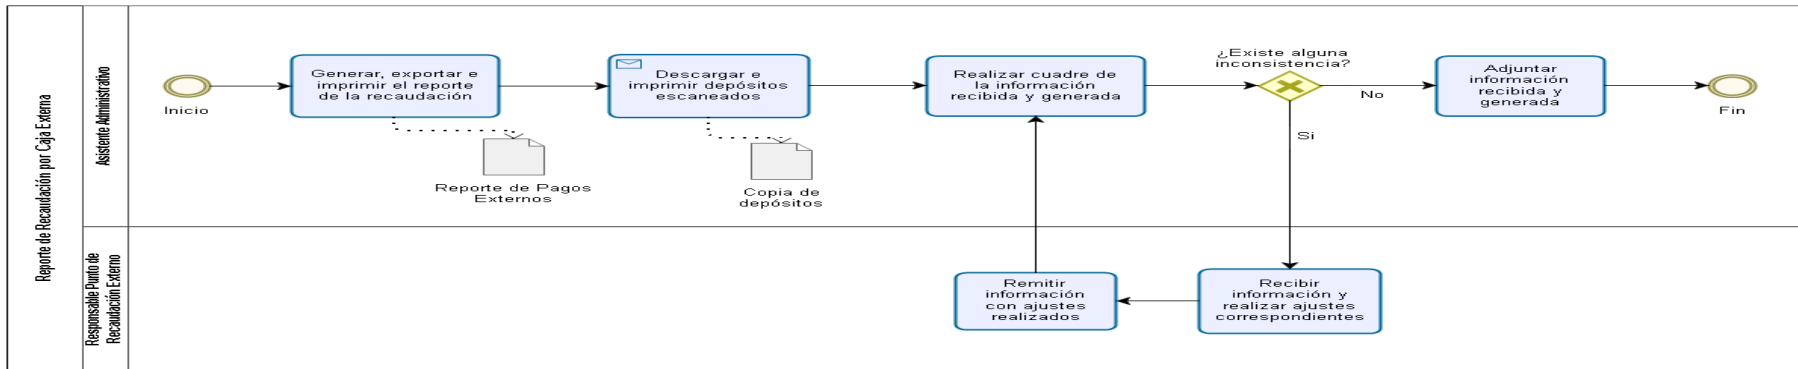 Reporte de Recaudación por Caja Externa
Asistente Administrativo
Inicio
Generar, exportar e
imprimir el reporte
de la recaudación
Reporte de Pagos
Externos
Descargar e
imprimir depósitos
escaneados
Copia de
depósitos
Realizar cuadre de
la información
recibida y generada
¿Existe alguna
inconsistencia?
No
Si
Adjuntar
información
recibida y
generada
Fin
Responsable Punto de
Recaudación Externo
Remitir
información
con ajustes
realizados
Recibir
información y
realizar ajustes
correspondientes